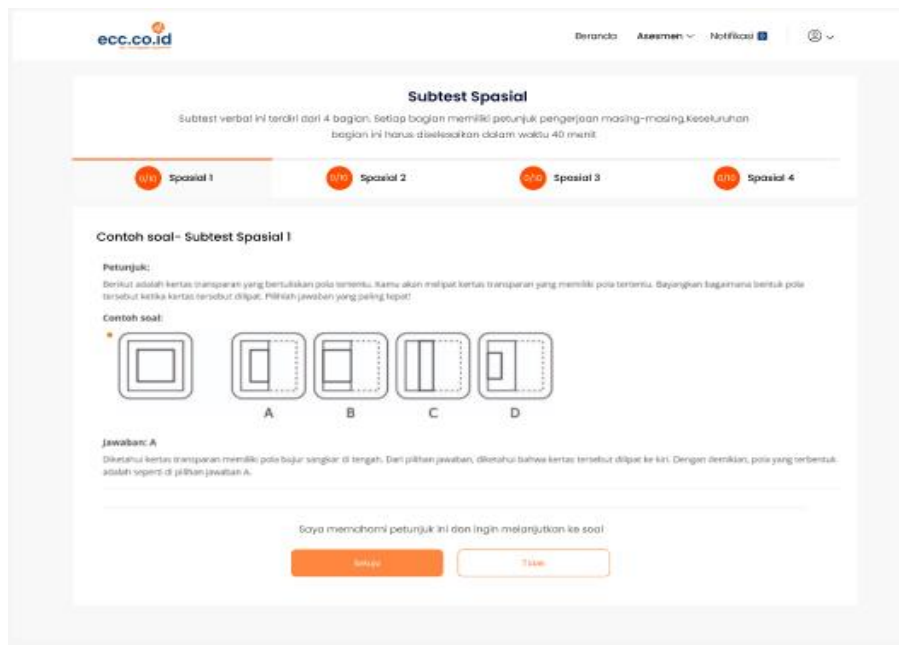 ecc.co.id
Beranda Asesmen Notifikasi
Subtest Spasial
Subtest verbal ini terdiri dari 4 bagian. Setiap bagian memiliki petunjuk pengerjaan masing-masing.Keseluruhan
bagian ini harus diselesaikan dalam waktu 40 menit
0/10 Spasial 1 0/10 Spasial 2 0/10 Spasial 3 0/10 Spasial 4
Contoh soal- Subtest Spasial 1
Petunjuk:
Berikut adalah kertas transparan yang bertuliskan pola tertentu. Kamu akan melipat kertas transparan yang memiliki pola tertentu. Bayangkan bagaimana bentuk pola
tersebut ketika kertas tersebut dilipat. Pilihlah jawaban yang paling tepat!
Contoh soal:
A B C D
Jawaban: A
Diketahui kertas transparan memiliki pola bujur sangkar di tengah. Dari pilihan jawaban, diketahui bahwa kertas tersebut dilipat ke kiri. Dengan demikian, pola yang terbentuk
adalah seperti di pilihan jawaban A.
Saya memahami petunjuk ini dan ingin melanjutkan ke soal
Setuju Tidak